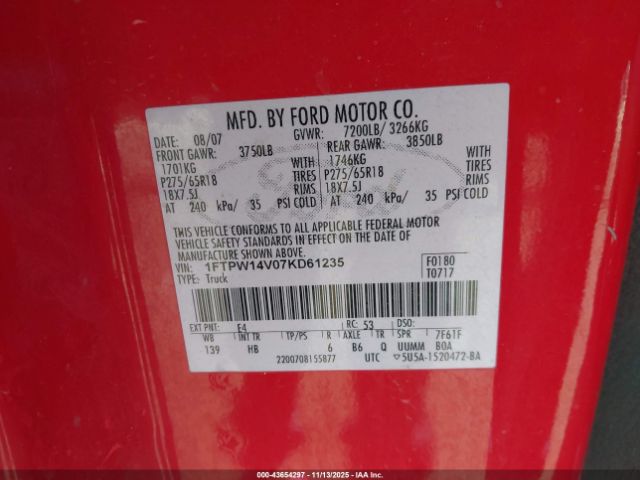 MFD. BY FORD MOTOR CO.
DATE: 08/07 GVWR: 7200LB/ 3266KG
FRONT GAWR: 3750LB REAR GAWR: 3850LB
1701KG WITH 1746KG WITH
P275/65R18 TIRES P275/65R18 TIRES
18X7.5J RIMS 18X7.5J RIMS
AT 240 kPa/ 35 PSI COLD AT 240 kPa/ 35 PSI COLD
THIS VEHICLE CONFORMS TO ALL APPLICABLE FEDERAL MOTOR
VEHICLE SAFETY STANDARDS IN EFFECT ON THE DATE OF
MANUFACTURE SHOWN ABOVE.
VIN: 1FTPW14V07KD61235 F0180
TYPE: Truck T0717
EXT PNT: E4 RC: 53 DSO:
WB INT TR TP/PS R AXLE TR SPR 7F61F
139 HB 6 B6 Q UUMM BOA
2200708155877 UTC 5U5A-1520472-BA
000-43654297 11/13/2025 IAAI.COM